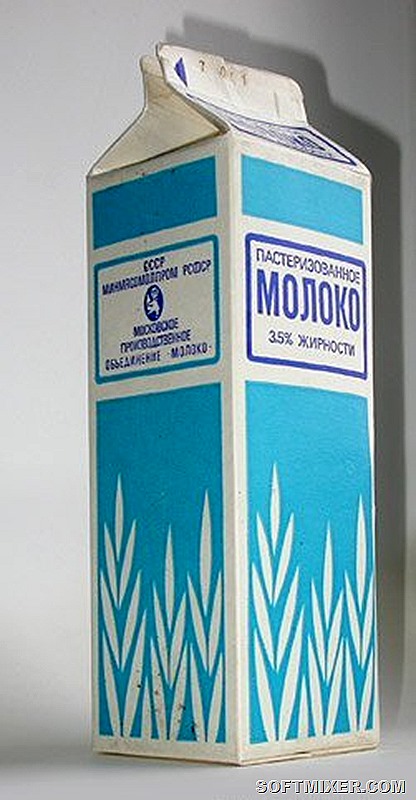 СССР
МИНМЯСОМОЛПРОМ РСФСР
МОСКОВСКОЕ
ПРОИЗВОДСТВЕННОЕ
ОБЪЕДИНЕНИЕ "МОЛОКО"
ПАСТЕРИЗОВАННОЕ
МОЛОКО
3.5% ЖИРНОСТИ
SOFTMIXER.COM